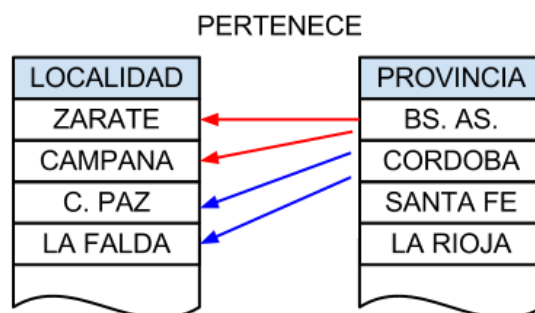 PERTENECE
LOCALIDAD
ZARATE
CAMPANA
C. PAZ
LA FALDA
PROVINCIA
BS. AS.
CORDOBA
SANTA FE
LA RIOJA